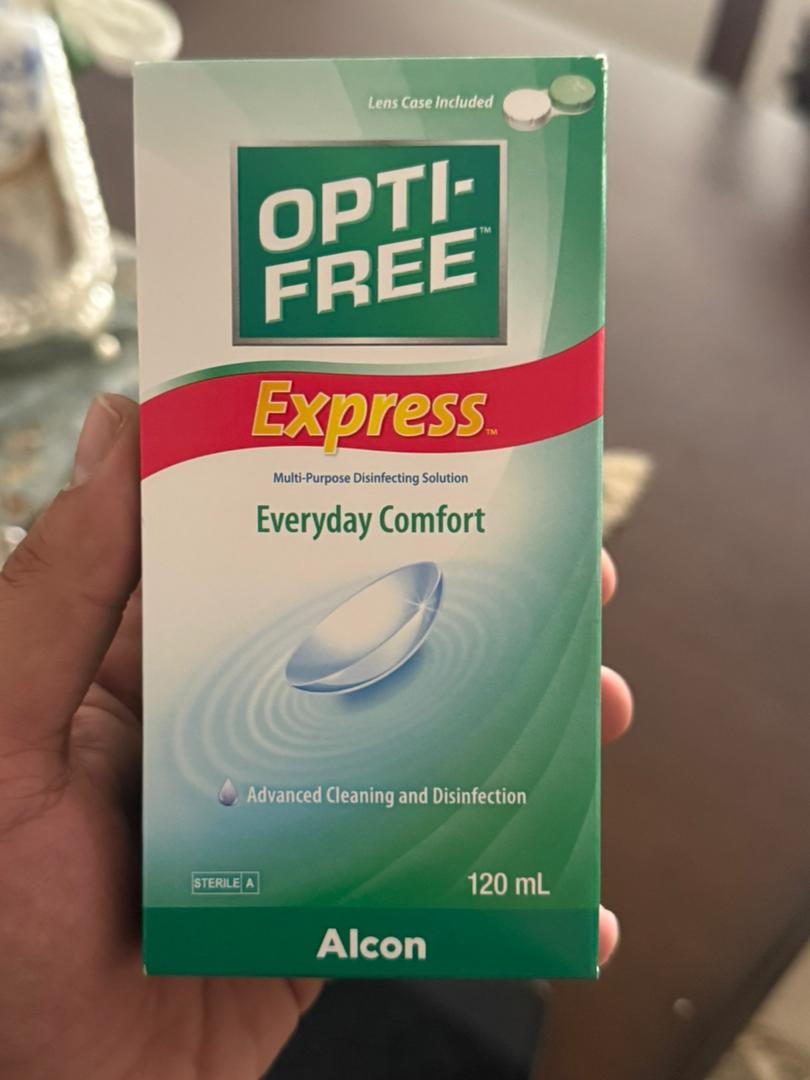 Lens Case Included
OPTI-
FREE™
Express™
Multi-Purpose Disinfecting Solution
Everyday Comfort
Advanced Cleaning and Disinfection
STERILE A
120 mL
Alcon